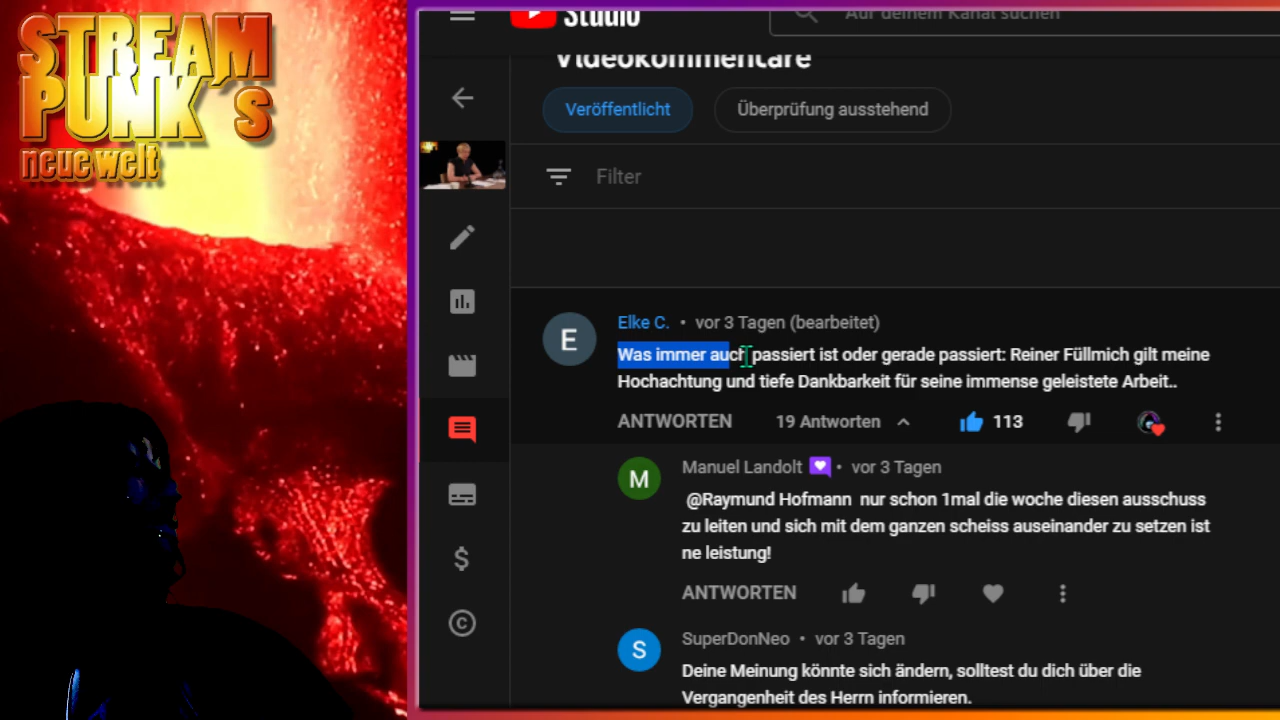 STREAM
PUNK´s
neue welt
Studio
Auf deinem Kanal suchen
Videokommentare
Veröffentlicht
Überprüfung ausstehend
Filter
E
Elke C. • vor 3 Tagen (bearbeitet)
Was immer auch passiert ist oder gerade passiert: Reiner Füllmich gilt meine
Hochachtung und tiefe Dankbarkeit für seine immense geleistete Arbeit..
ANTWORTEN 19 Antworten 113
M
Manuel Landolt • vor 3 Tagen
@Raymund Hofmann nur schon 1mal die woche diesen ausschuss
zu leiten und sich mit dem ganzen scheiss auseinander zu setzen ist
ne leistung!
ANTWORTEN
S
SuperDonNeo • vor 3 Tagen
Deine Meinung könnte sich ändern, solltest du dich über die
Vergangenheit des Herrn informieren.